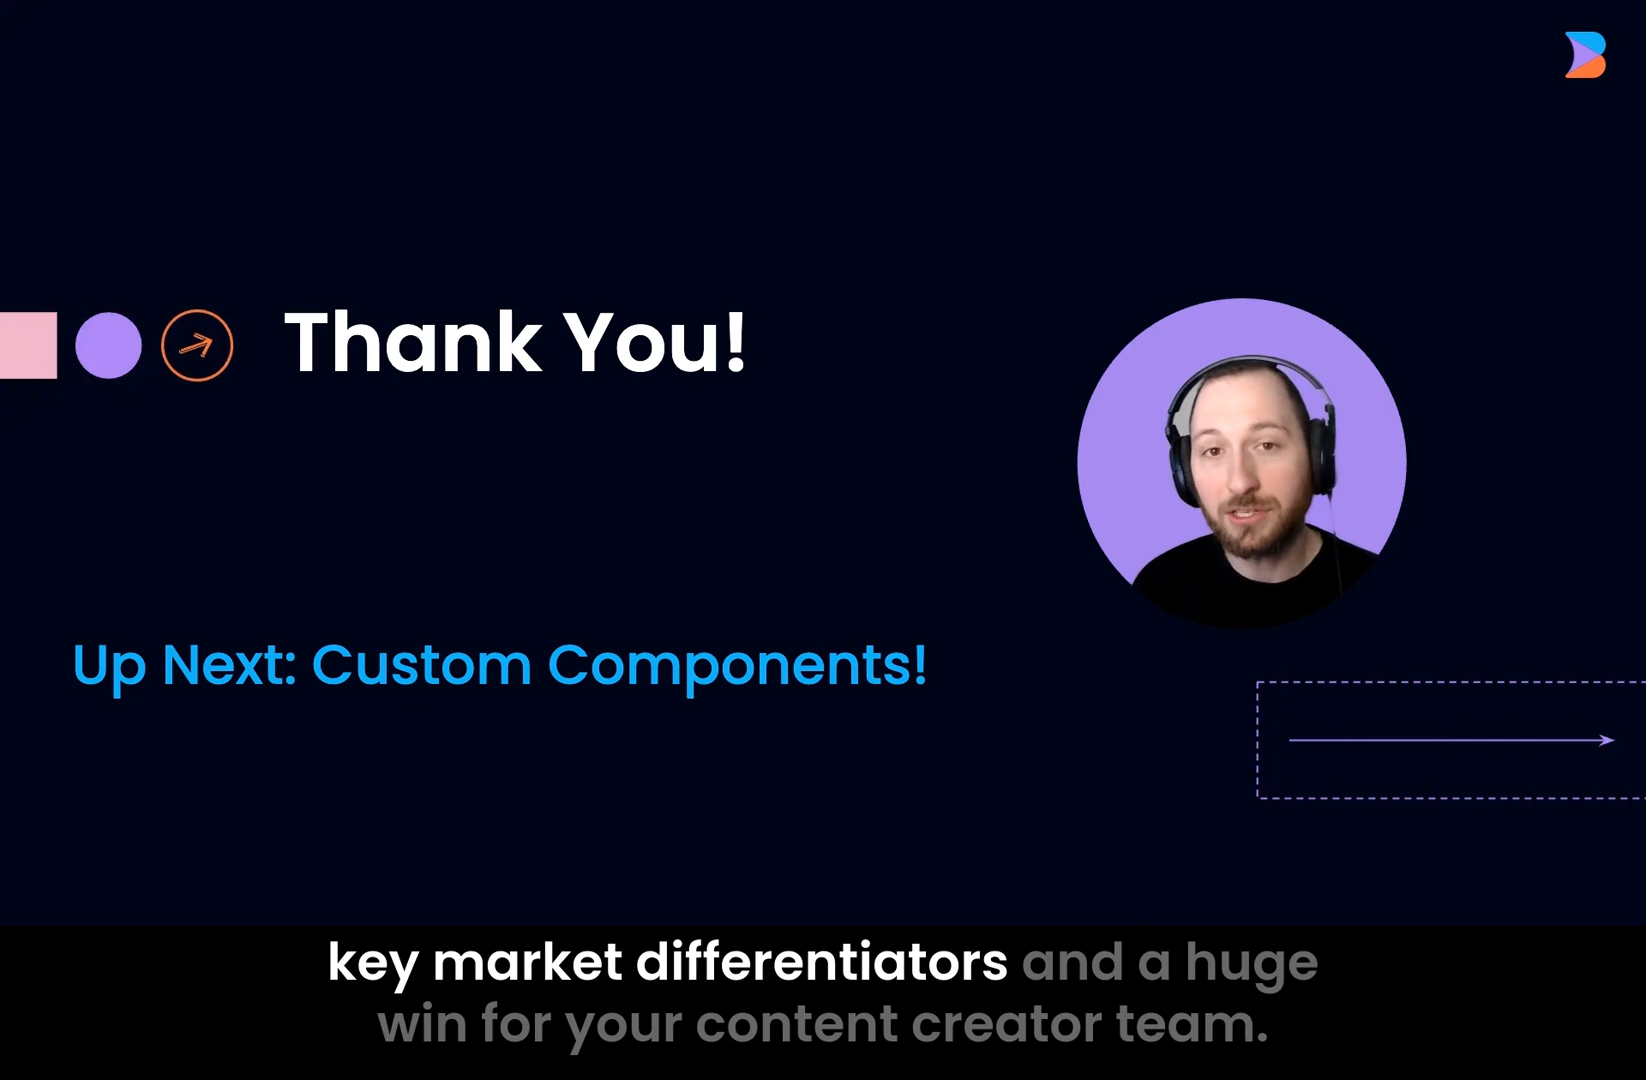 Thank You!
Up Next: Custom Components!
key market differentiators and a huge
win for your content creator team.